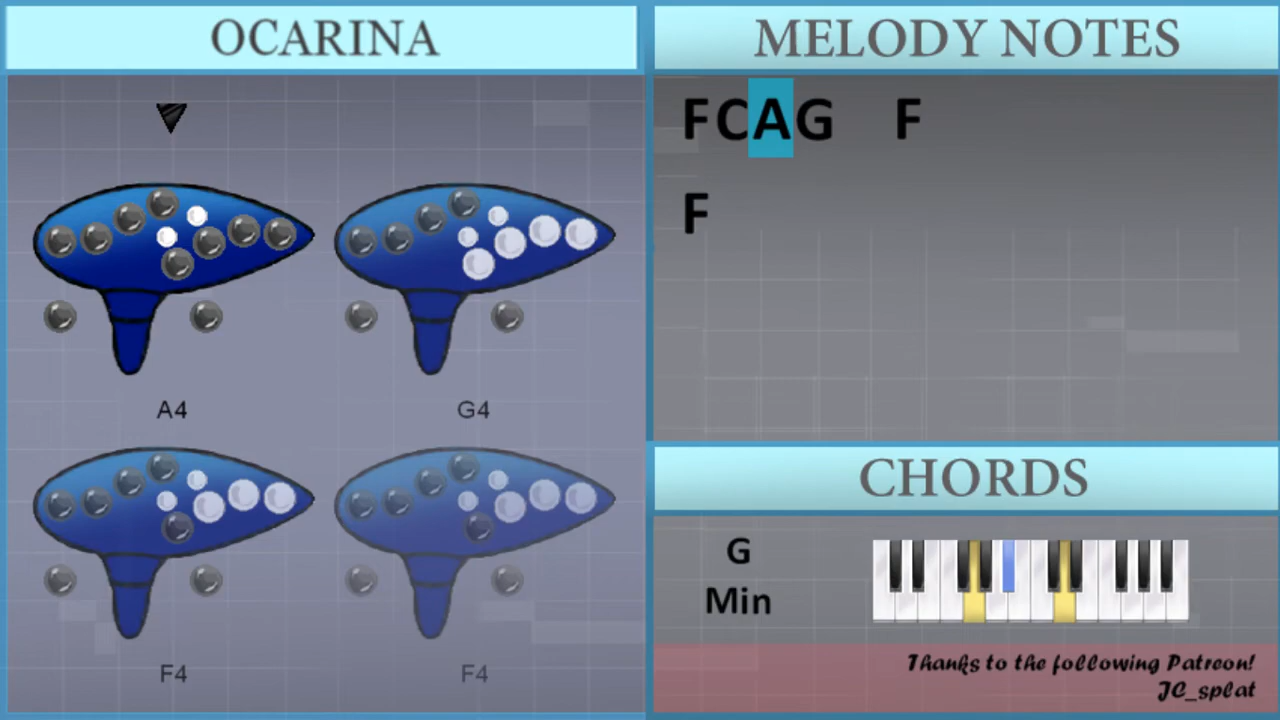 OCARINA
A4 G4
F4 F4
MELODY NOTES
FCAG F
F
CHORDS
G
Min
Thanks to the following Patreon!
JC_splat